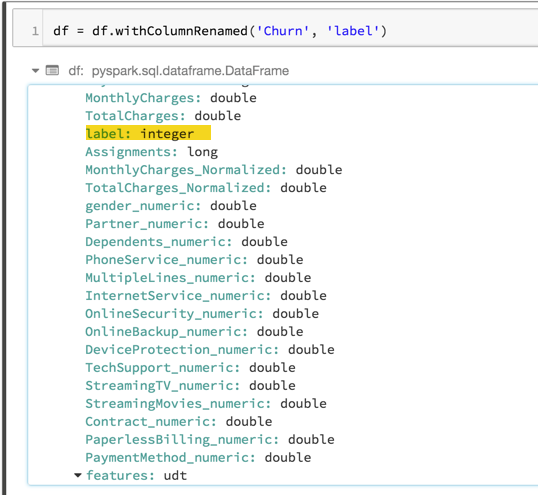 1 df = df.withColumnRenamed('Churn', 'label')
df: pyspark.sql.dataframe.DataFrame
MonthlyCharges: double
TotalCharges: double
label: integer
Assignments: long
MonthlyCharges_Normalized: double
TotalCharges_Normalized: double
gender_numeric: double
Partner_numeric: double
Dependents_numeric: double
PhoneService_numeric: double
MultipleLines_numeric: double
InternetService_numeric: double
OnlineSecurity_numeric: double
OnlineBackup_numeric: double
DeviceProtection_numeric: double
TechSupport_numeric: double
StreamingTV_numeric: double
StreamingMovies_numeric: double
Contract_numeric: double
PaperlessBilling_numeric: double
PaymentMethod_numeric: double
features: udt